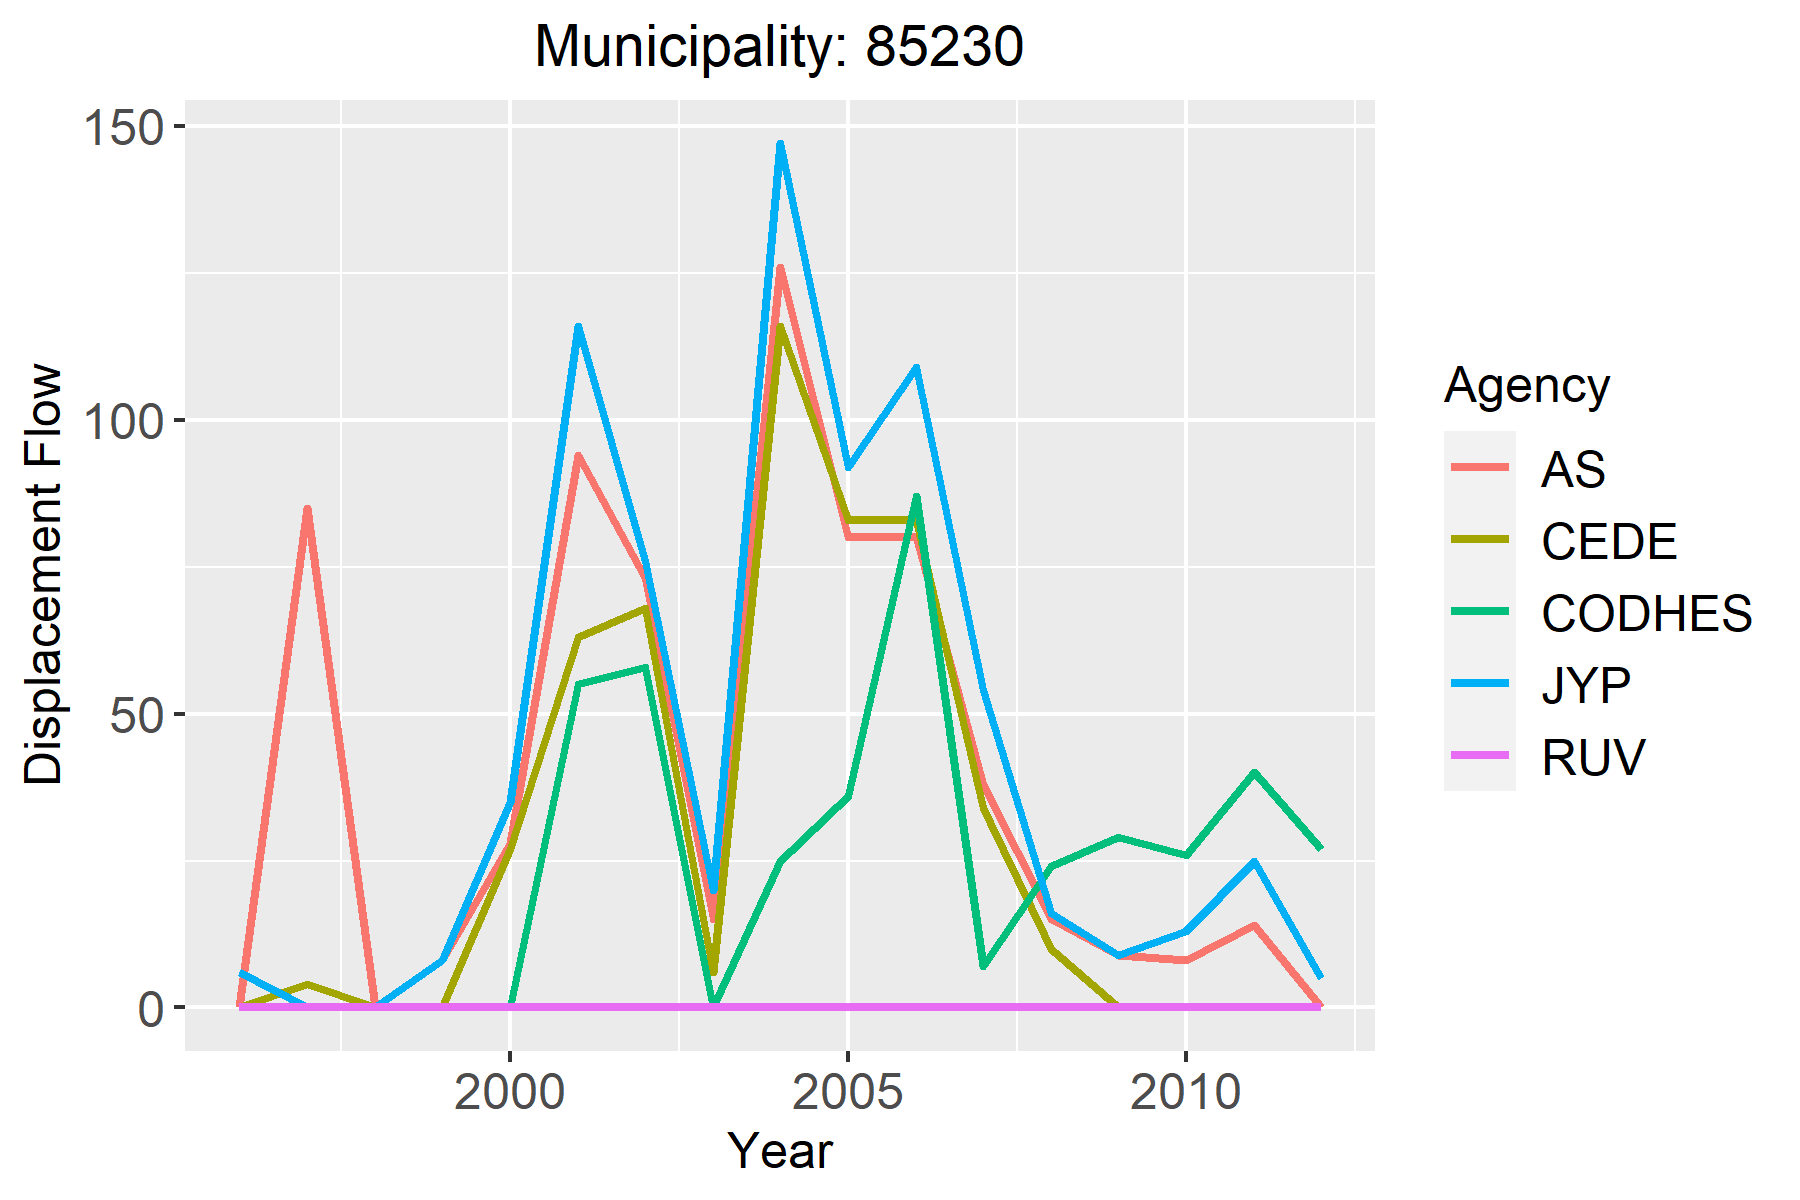 Municipality: 85230
150
100
50
0
Displacement Flow
2000
2005
2010
Year
Agency
AS
CEDE
CODHES
JYP
RUV